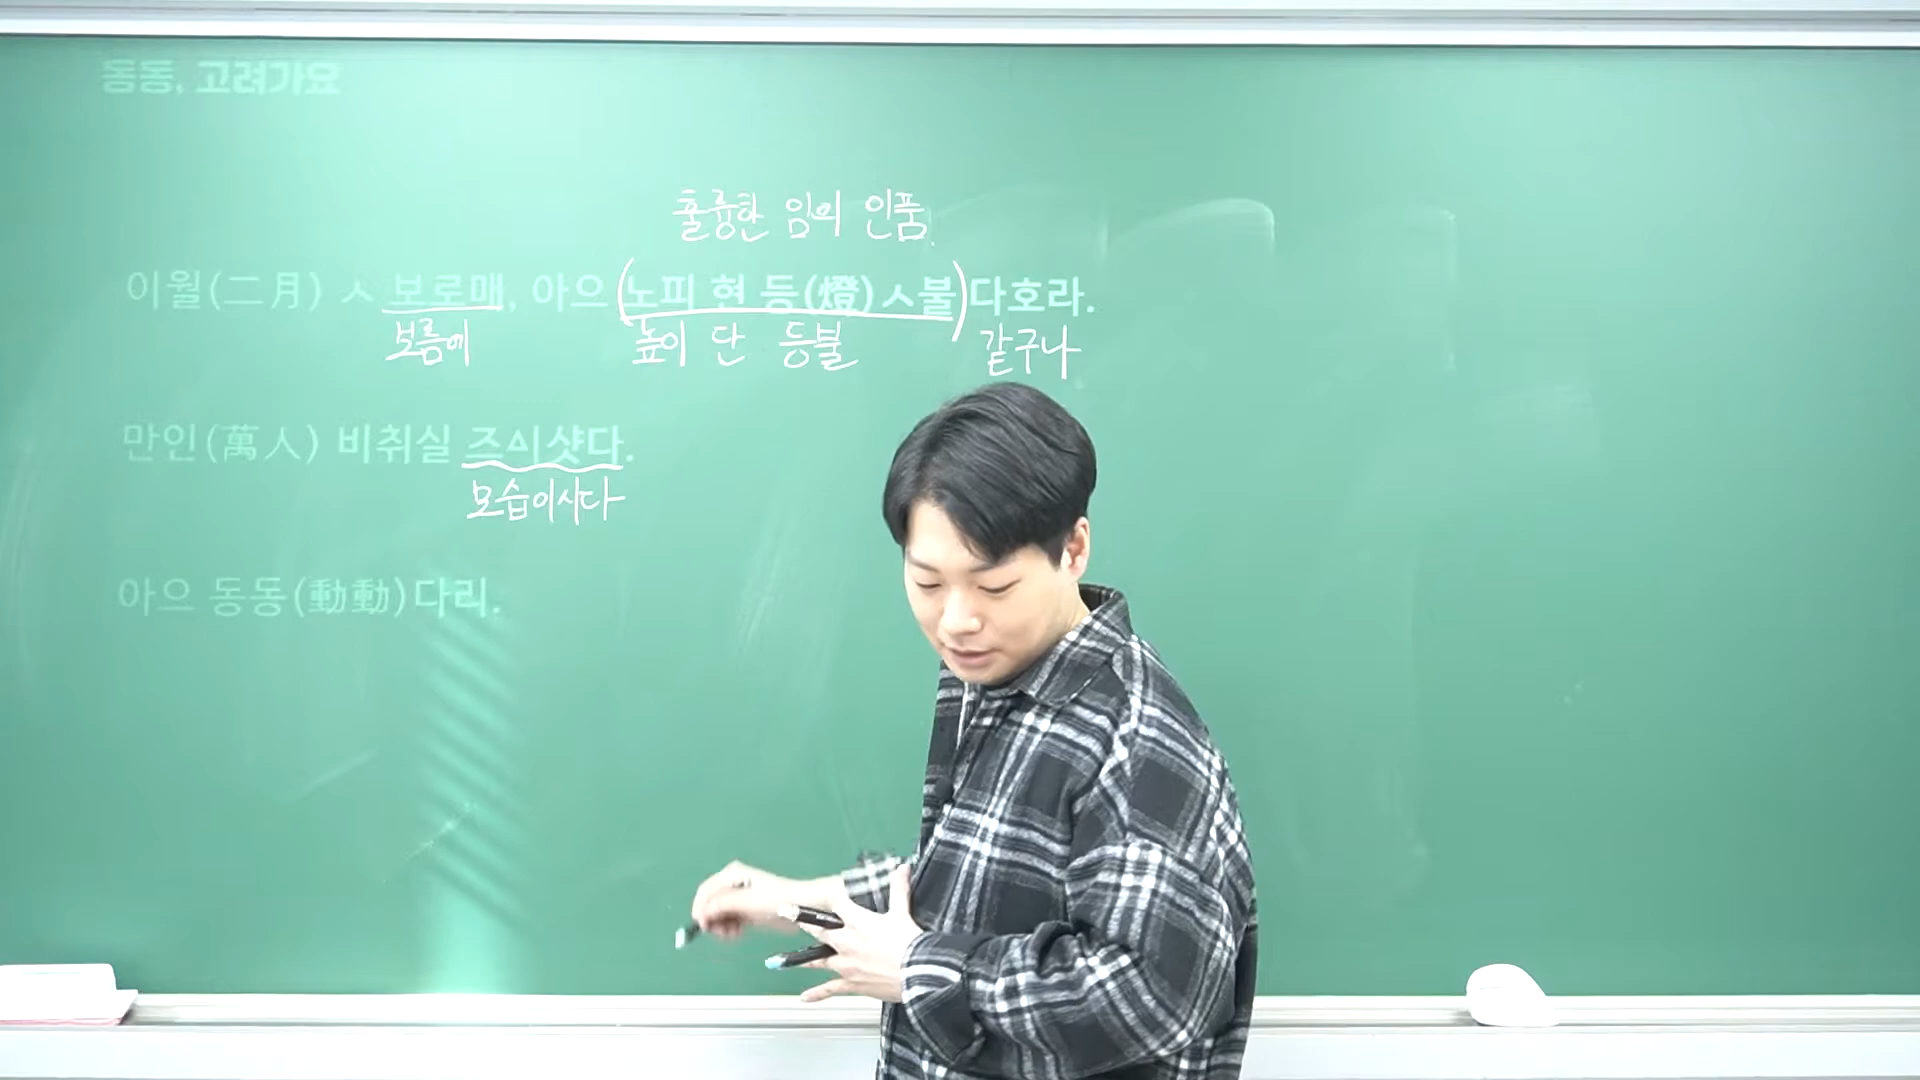 동동, 고려가요
훌륭한 임의 인품.
이월(二月)ㅅ 보로매, 아으 (노피 현 등(燈)ㅅ불) 다호라.
보름에 높이 단 등불 같구나
만인(萬人) 비취실 즈ᅀᅵ샷다.
모습이시다
아으 동동(動動)다리.